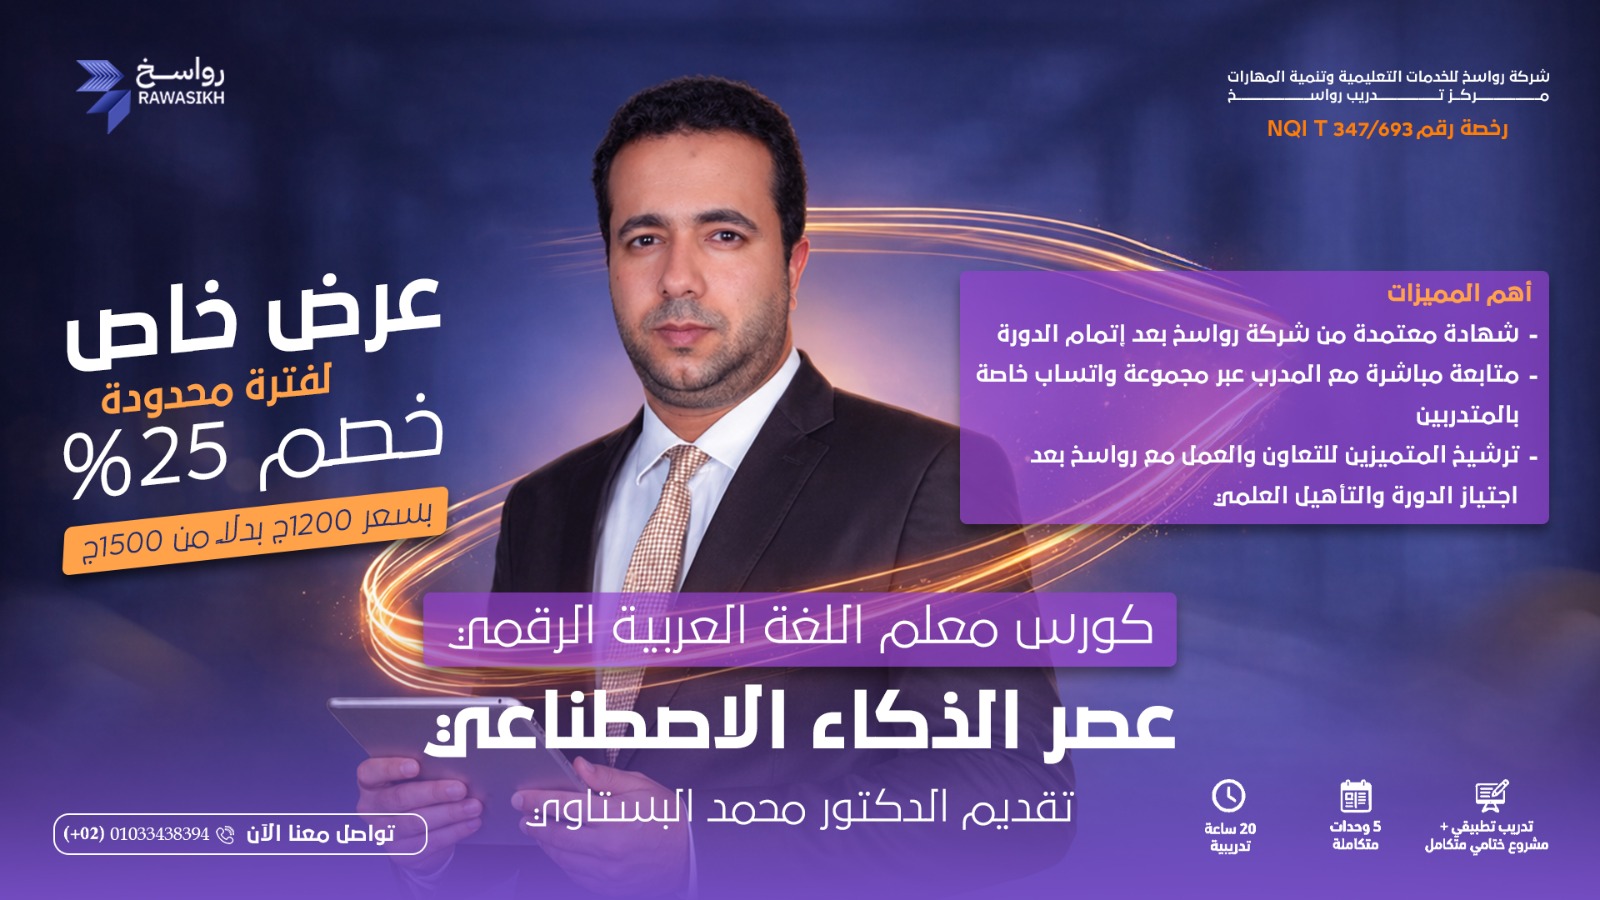 رواسخ
RAWASIKH
شركة رواسخ للخدمات التعليمية وتنمية المهارات
مـــركـز تـــدريب رواســـخ
رخصة رقم NQI T 347/693
عرض خاص
لفترة محدودة
خصم 25%
بسعر 1200ج بدلا من 1500ج
أهم المميزات
- شهادة معتمدة من شركة رواسخ بعد إتمام الدورة
- متابعة مباشرة مع المدرب عبر مجموعة واتساب خاصة
بالمتدربين
- ترشيخ المتميزين للتعاون والعمل مع رواسخ بعد
اجتياز الدورة والتأهيل العلمي
كورس معلم اللغة العربية الرقمي
عصر الذكاء الاصطناعي
تقديم الدكتور محمد البستاوي
تدريب تطبيقي +
مشروع ختامي متكامل
5 وحدات
متكاملة
20 ساعة
تدريبية
تواصل معنا الآن 01033438394 (+02)